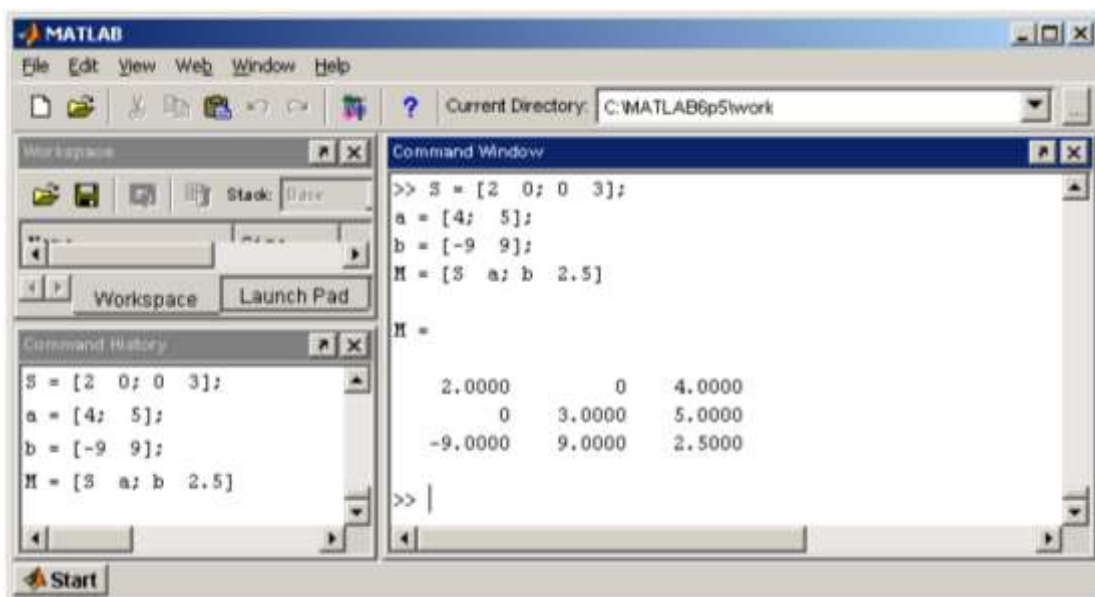 MATLAB
File Edit View Web Window Help
? Current Directory: C:\MATLAB6p5\work ...
Workspace
Stack: Base
Workspace Launch Pad
Command History
S = [2 0; 0 3];
a = [4; 5];
b = [-9 9];
M = [S a; b 2.5]
Command Window
>> S = [2 0; 0 3];
a = [4; 5];
b = [-9 9];
M = [S a; b 2.5]
M =
2.0000 0 4.0000
0 3.0000 5.0000
-9.0000 9.0000 2.5000
>>
Start